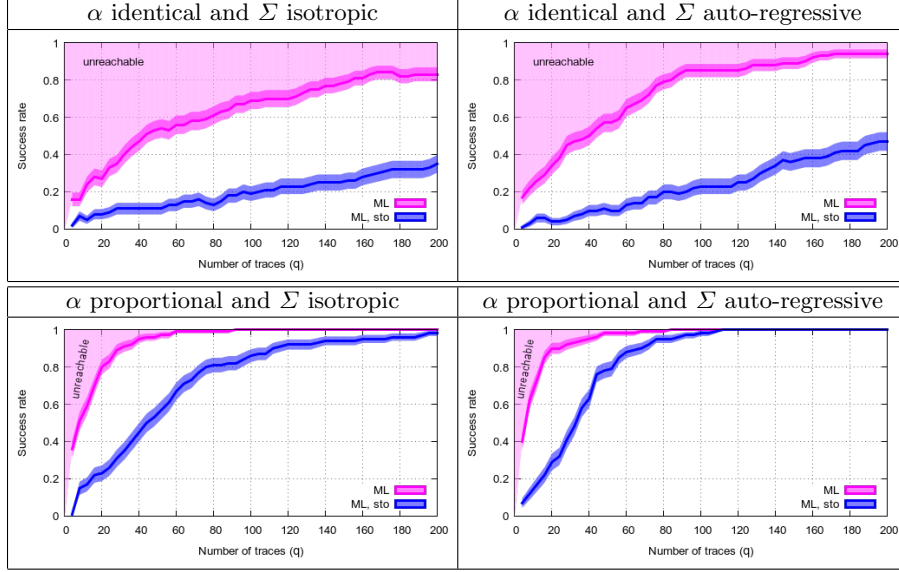 α identical and Σ isotropic
α identical and Σ auto-regressive
Success rate
1
0.8
0.6
0.4
0.2
0
unreachable
ML
ML, sto
0 20 40 60 80 100 120 140 160 180 200
Number of traces (q)
Success rate
1
0.8
0.6
0.4
0.2
0
unreachable
ML
ML, sto
0 20 40 60 80 100 120 140 160 180 200
Number of traces (q)
α proportional and Σ isotropic
α proportional and Σ auto-regressive
Success rate
1
0.8
0.6
0.4
0.2
0
unreachable
ML
ML, sto
0 20 40 60 80 100 120 140 160 180 200
Number of traces (q)
Success rate
1
0.8
0.6
0.4
0.2
0
unreachable
ML
ML, sto
0 20 40 60 80 100 120 140 160 180 200
Number of traces (q)